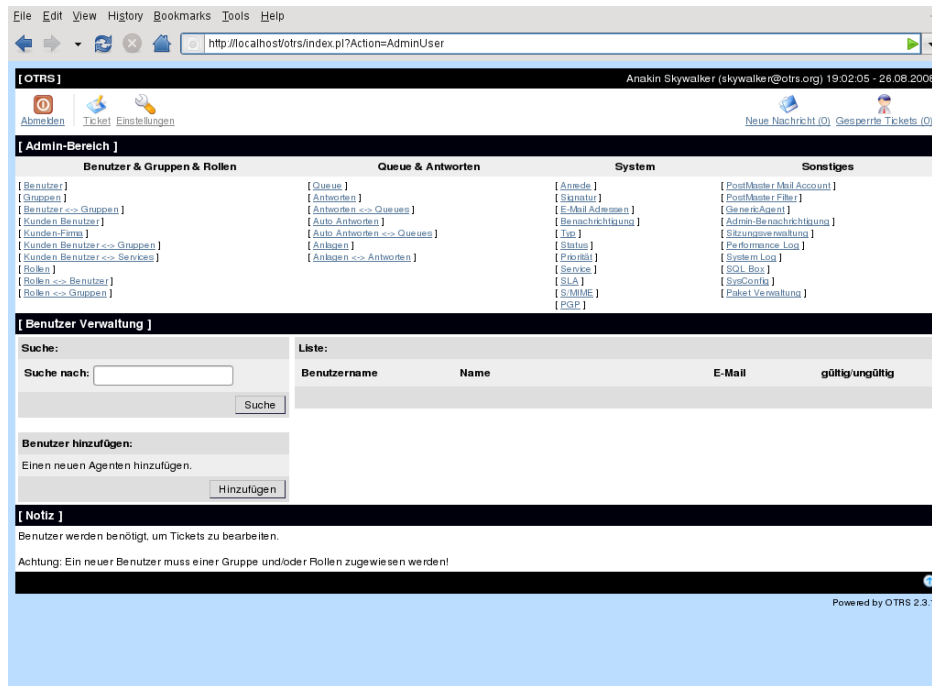 File Edit View History Bookmarks Tools Help
http://localhost/otrs/index.pl?Action=AdminUser
[ OTRS ] Anakin Skywalker (skywalker@otrs.org) 19:02:05 - 26.08.2008
Abmelden Ticket Einstellungen Neue Nachricht (0) Gesperrte Tickets (0)
[ Admin-Bereich ]
Benutzer & Gruppen & Rollen Queue & Antworten System Sonstiges
[ Benutzer ] [ Queue ] [ Anrede ] [ PostMaster Mail Account ]
[ Gruppen ] [ Antworten ] [ Signatur ] [ PostMaster Filter ]
[ Benutzer <-> Gruppen ] [ Antworten <-> Queues ] [ E-Mail Adressen ] [ GenericAgent ]
[ Kunden Benutzer ] [ Auto Antworten ] [ Benachrichtigung ] [ Admin-Benachrichtigung ]
[ Kunden-Firma ] [ Auto Antworten <-> Queues ] [ Typ ] [ Sitzungsverwaltung ]
[ Kunden Benutzer <-> Gruppen ] [ Anlagen ] [ Status ] [ Performance Log ]
[ Kunden Benutzer <-> Services ] [ Anlagen <-> Antworten ] [ Priorität ] [ System Log ]
[ Rollen ] [ Service ] [ SQL Box ]
[ Rollen <-> Benutzer ] [ SLA ] [ SysConfig ]
[ Rollen <-> Gruppen ] [ S/MIME ] [ Paket Verwaltung ]
[ PGP ]
[ Benutzer Verwaltung ]
Suche: Liste:
Suche nach: Benutzername Name E-Mail gültig/ungültig
Suche
Benutzer hinzufügen:
Einen neuen Agenten hinzufügen.
Hinzufügen
[ Notiz ]
Benutzer werden benötigt, um Tickets zu bearbeiten.
Achtung: Ein neuer Benutzer muss einer Gruppe und/oder Rollen zugewiesen werden!
Powered by OTRS 2.3.